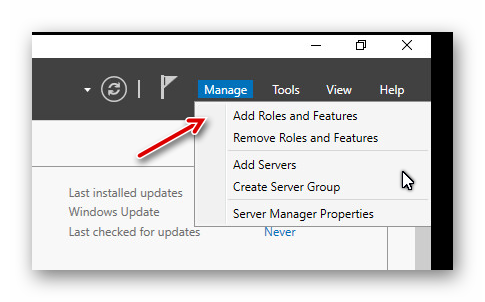 Manage Tools View Help
Add Roles and Features
Remove Roles and Features
Add Servers
Create Server Group
Server Manager Properties
Last installed updates
Windows Update
Last checked for updates Never